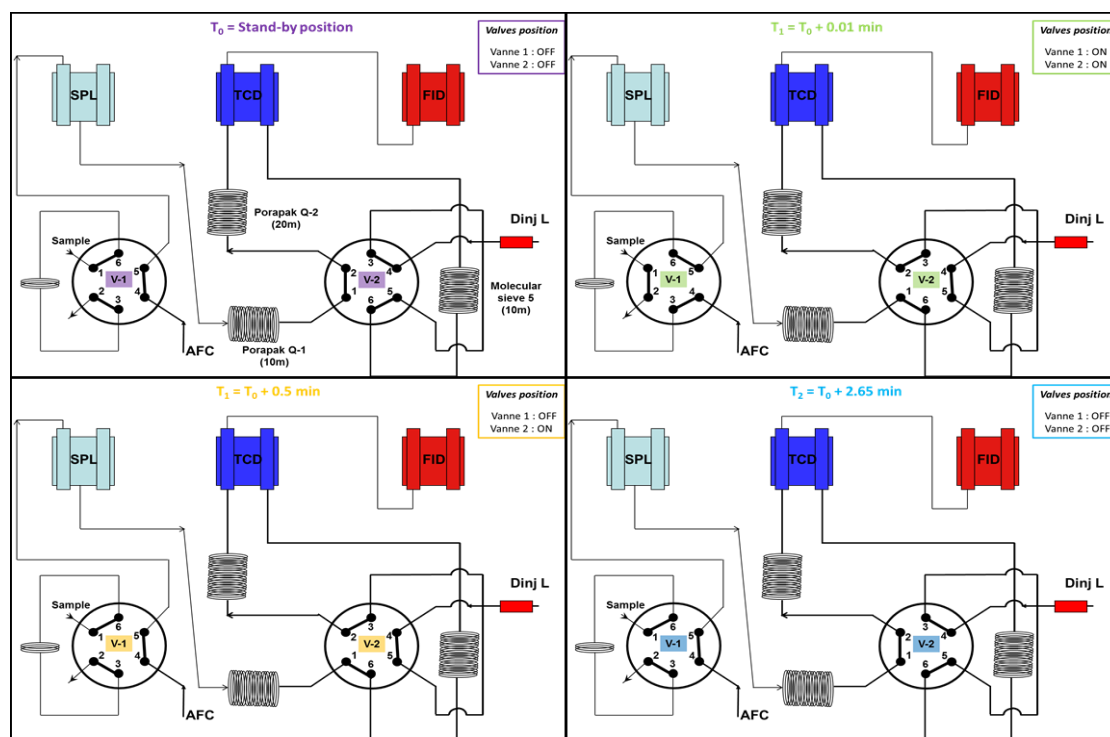 T0 = Stand-by position
Valves position
Vanne 1 : OFF
Vanne 2 : OFF
SPL
TCD
FID
Porapak Q-2
(20m)
Dinj L
Sample
6
1
5
V-1
2
4
3
3
2
4
V-2
1
5
6
Molecular
sieve 5
(10m)
AFC
Porapak Q-1
(10m)
T1 = T0 + 0.01 min
Valves position
Vanne 1 : ON
Vanne 2 : ON
SPL
TCD
FID
Dinj L
Sample
6
1
5
V-1
2
4
3
3
2
4
V-2
1
5
6
AFC
T1 = T0 + 0.5 min
Valves position
Vanne 1 : OFF
Vanne 2 : ON
SPL
TCD
FID
Dinj L
Sample
6
1
5
V-1
2
4
3
3
2
4
V-2
1
5
6
AFC
T2 = T0 + 2.65 min
Valves position
Vanne 1 : OFF
Vanne 2 : OFF
SPL
TCD
FID
Dinj L
Sample
6
1
5
V-1
2
4
3
3
2
4
V-2
1
5
6
AFC